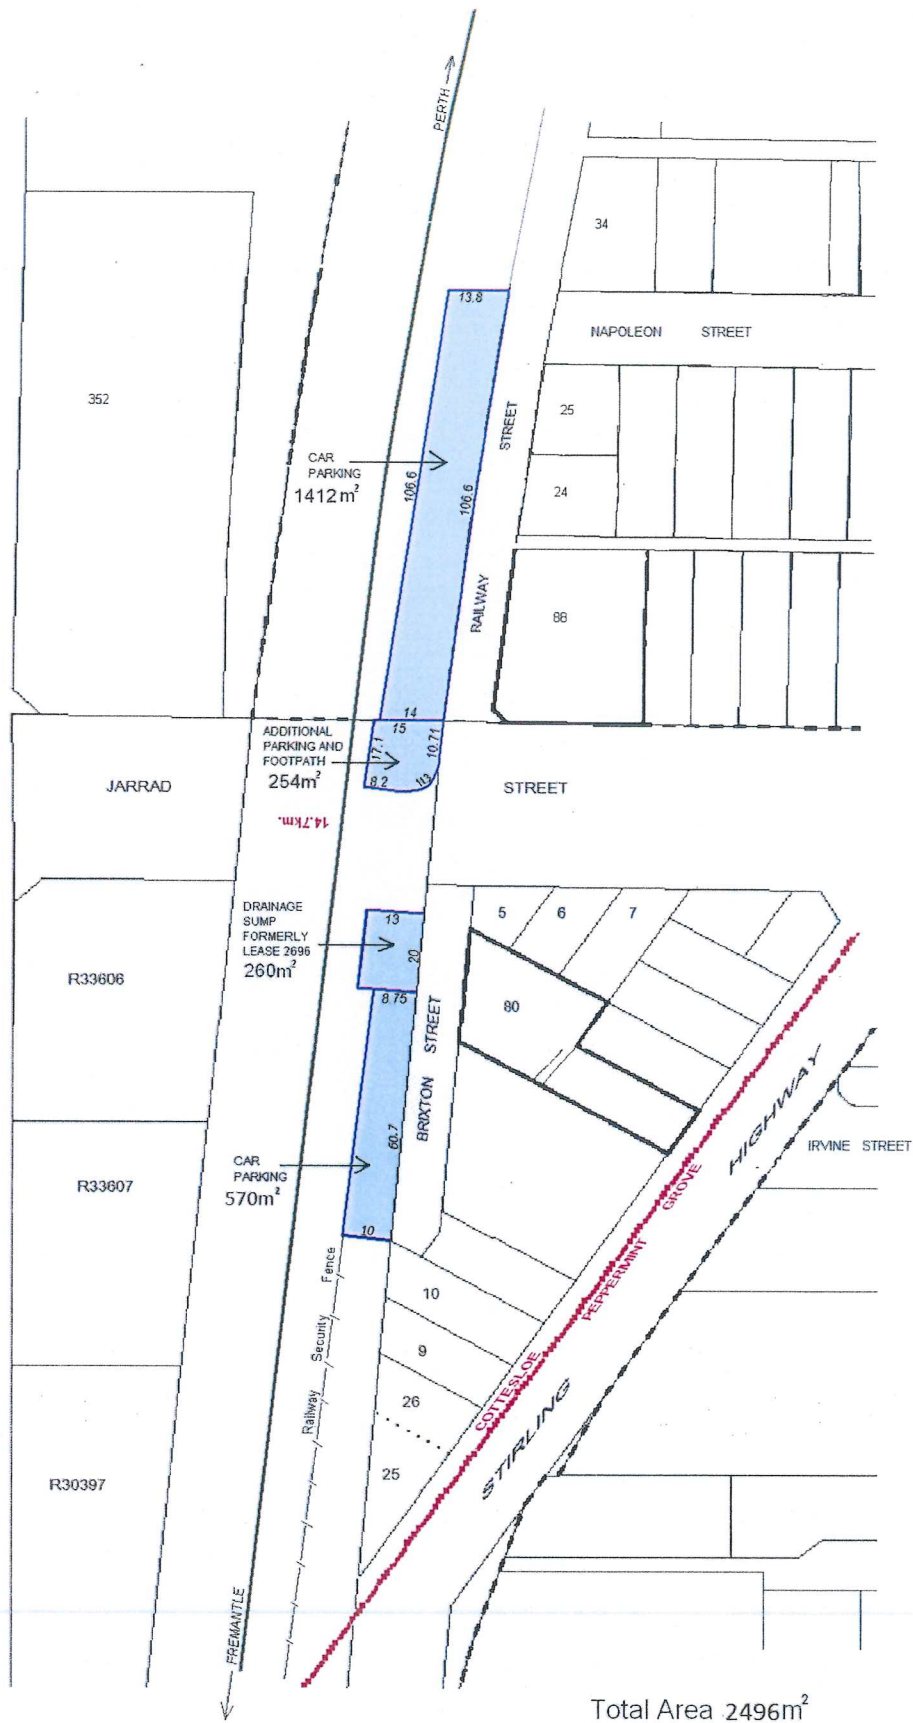 PERTH
34
13.8
NAPOLEON STREET
352
25
STREET
CAR
PARKING
1412m²
106.6
106.6
24
RAILWAY
88
14
15
ADDITIONAL
PARKING AND
FOOTPATH
254m²
17.1
10.71
8.2
JARRAD
STREET
14.7km.
DRAINAGE
SUMP
FORMERLY
LEASE 2696
260m²
13
20
5
6
7
R33606
8.75
80
BRIXTON STREET
HIGHWAY
IRVINE STREET
60.7
CAR
PARKING
570m²
R33607
GROVE
10
PEPPERMINT
Railway Security Fence
10
9
COTTESLOE
26
STIRLING
25
R30397
FREMANTLE
Total Area 2496m²